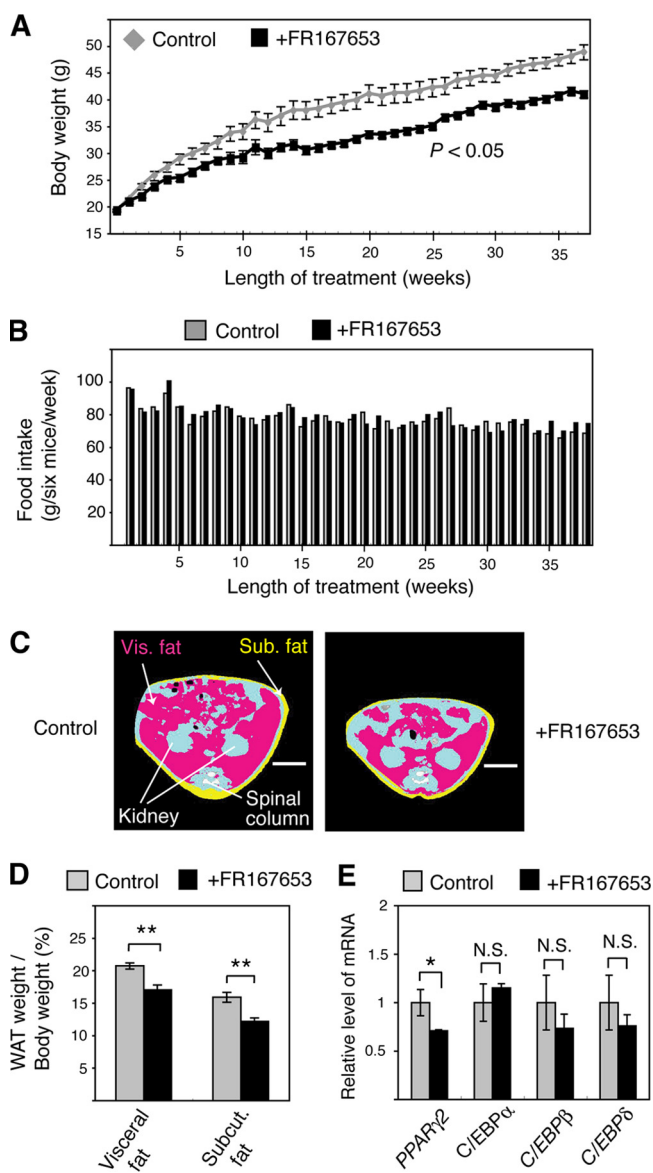 A
Control +FR167653
Body weight (g)
50
45
40
35
30
25
20
15
P < 0.05
5 10 15 20 25 30 35
Length of treatment (weeks)
B
Control +FR167653
Food intake
(g/six mice/week)
100
80
60
40
20
5 10 15 20 25 30 35
Length of treatment (weeks)
C
Vis. fat Sub. fat
Control
+FR167653
Kidney Spinal
column
D
Control +FR167653
WAT weight /
Body weight (%)
25
20
15
10
5
** **
Visceral
fat
Subcut.
fat
E
Control +FR167653
Relative level of mRNA
2
1.5
1
0.5
* N.S. N.S. N.S.
PPARγ2 C/EBPα C/EBPβ C/EBPδ